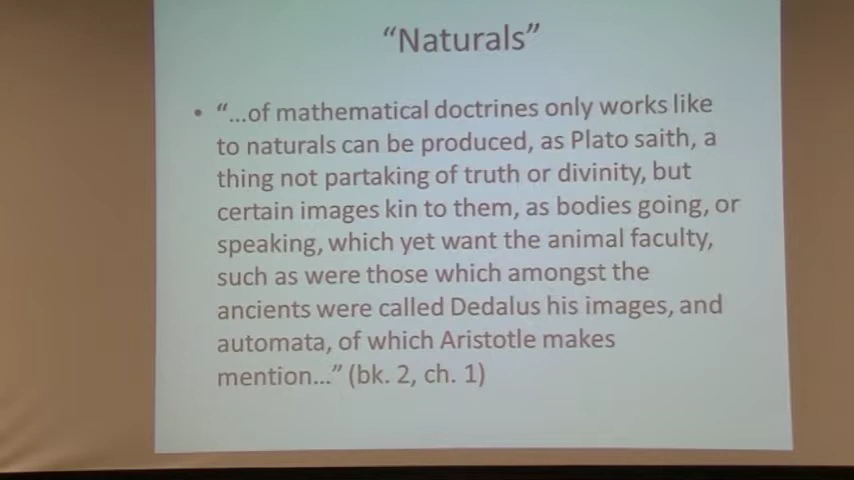 “Naturals”
• “...of mathematical doctrines only works like
to naturals can be produced, as Plato saith, a
thing not partaking of truth or divinity, but
certain images kin to them, as bodies going, or
speaking, which yet want the animal faculty,
such as were those which amongst the
ancients were called Dedalus his images, and
automata, of which Aristotle makes
mention...” (bk. 2, ch. 1)